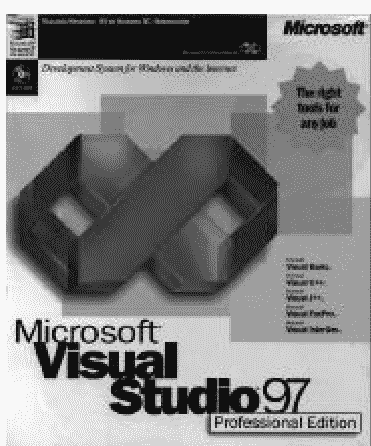 Microsoft
Development System for Windows and the Internet
The right
tools for
any job
Visual Basic
Visual C++
Visual J++
Visual FoxPro
Visual InterDev
Microsoft
Visual
Studio 97
Professional Edition